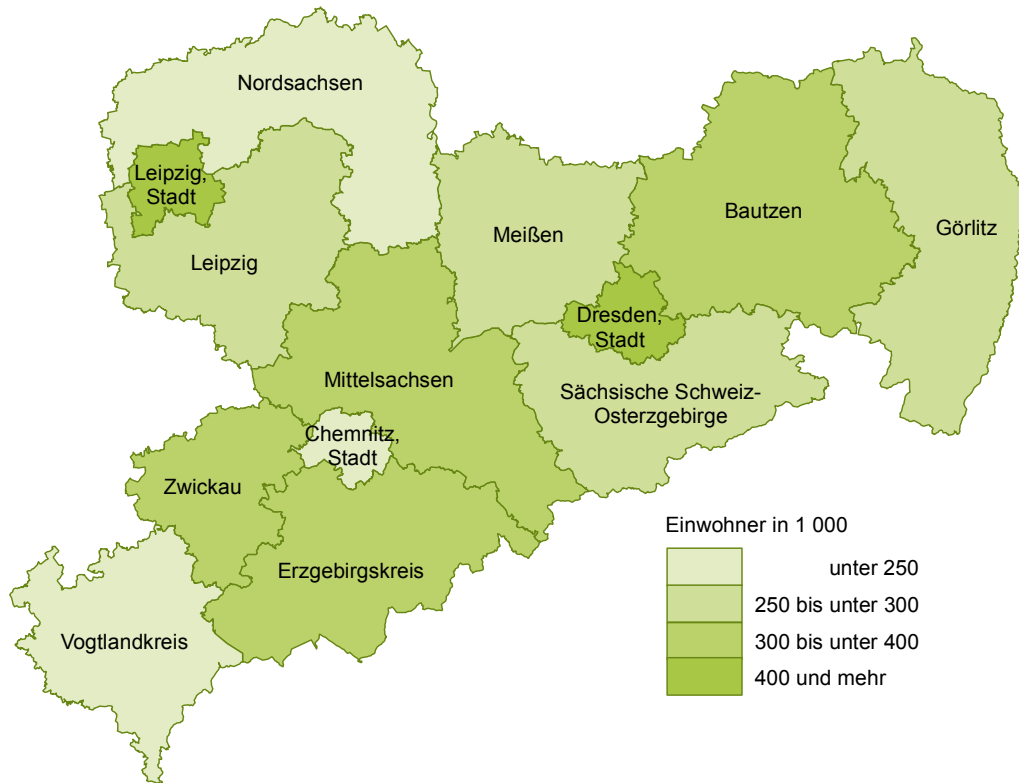 Nordsachsen
Leipzig,
Stadt
Leipzig
Meißen
Bautzen
Görlitz
Dresden,
Stadt
Mittelsachsen
Sächsische Schweiz-
Osterzgebirge
Chemnitz,
Stadt
Zwickau
Erzgebirgskreis
Vogtlandkreis
Einwohner in 1 000
unter 250
250 bis unter 300
300 bis unter 400
400 und mehr